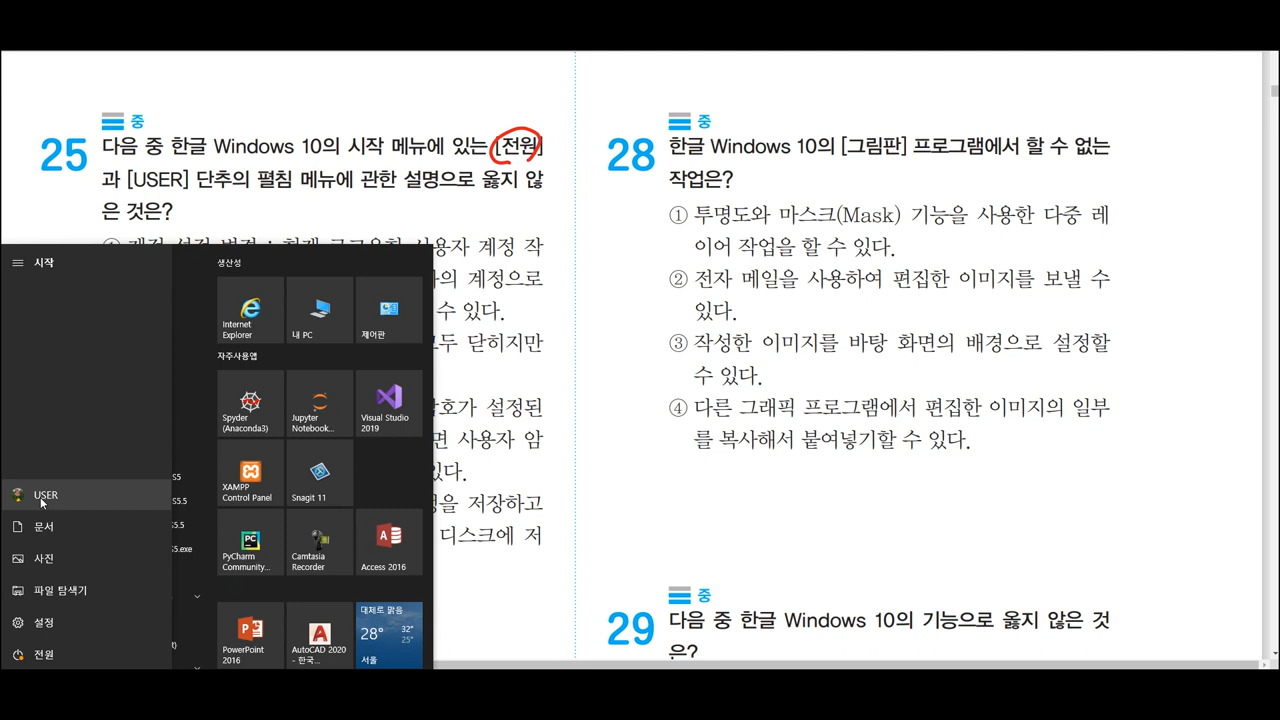 중
25 다음 중 한글 Windows 10의 시작 메뉴에 있는 [전원]
과 [USER] 단추의 펼침 메뉴에 관한 설명으로 옳지 않
은 것은?
사용자 계정 작
의 계정으로
수 있다.
모두 닫히지만
설정된
면 사용자 암
있다.
을 저장하고
디스크에 저
시작
USER
문서
사진
파일 탐색기
설정
전원
S5
S5.5
5.5
S5.exe
생산성
Internet Explorer
내 PC
제어판
자주사용앱
Spyder (Anaconda3)
Jupyter Notebook...
Visual Studio 2019
XAMPP Control Panel
Snagit 11
PyCharm Community...
Camtasia Recorder
Access 2016
PowerPoint 2016
AutoCAD 2020 - 한국...
대체로 맑음
28°
32°
25°
서울
중
28 한글 Windows 10의 [그림판] 프로그램에서 할 수 없는
작업은?
① 투명도와 마스크(Mask) 기능을 사용한 다중 레
이어 작업을 할 수 있다.
② 전자 메일을 사용하여 편집한 이미지를 보낼 수
있다.
③ 작성한 이미지를 바탕 화면의 배경으로 설정할
수 있다.
④ 다른 그래픽 프로그램에서 편집한 이미지의 일부
를 복사해서 붙여넣기할 수 있다.
중
29 다음 중 한글 Windows 10의 기능으로 옳지 않은 것
은?